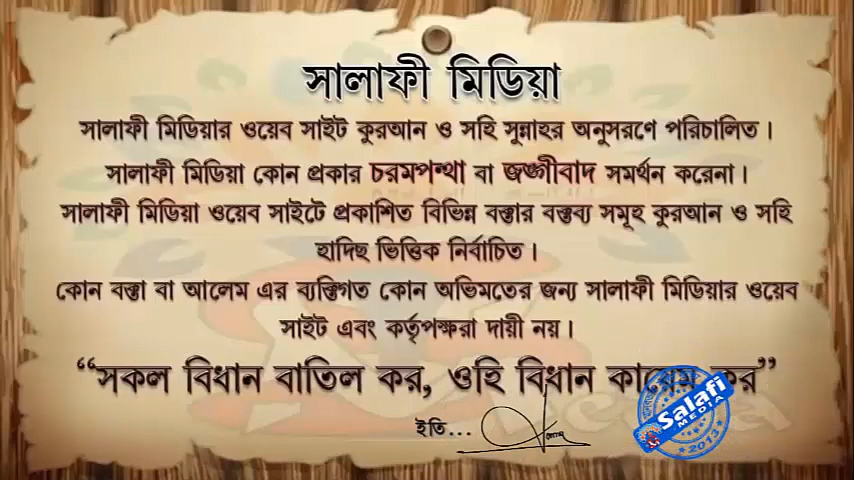 সালাফী মিডিয়া
সালাফী মিডিয়ার ওয়েব সাইট কুরআন ও সহি সুন্নাহর অনুসরণে পরিচালিত।
সালাফী মিডিয়া কোন প্রকার চরমপন্থা বা জঙ্গীবাদ সমর্থন করেনা।
সালাফী মিডিয়া ওয়েব সাইটে প্রকাশিত বিভিন্ন বক্তার বক্তব্য সমূহ কুরআন ও সহি
হাদিছ ভিত্তিক নির্বাচিত।
কোন বক্তা বা আলেম এর ব্যক্তিগত কোন অভিমতের জন্য সালাফী মিডিয়ার ওয়েব
সাইট এবং কর্তৃপক্ষরা দায়ী নয়।
“সকল বিধান বাতিল কর, ওহি বিধান কায়েম কর”
ইতি...
Salafi
MEDIA
2013